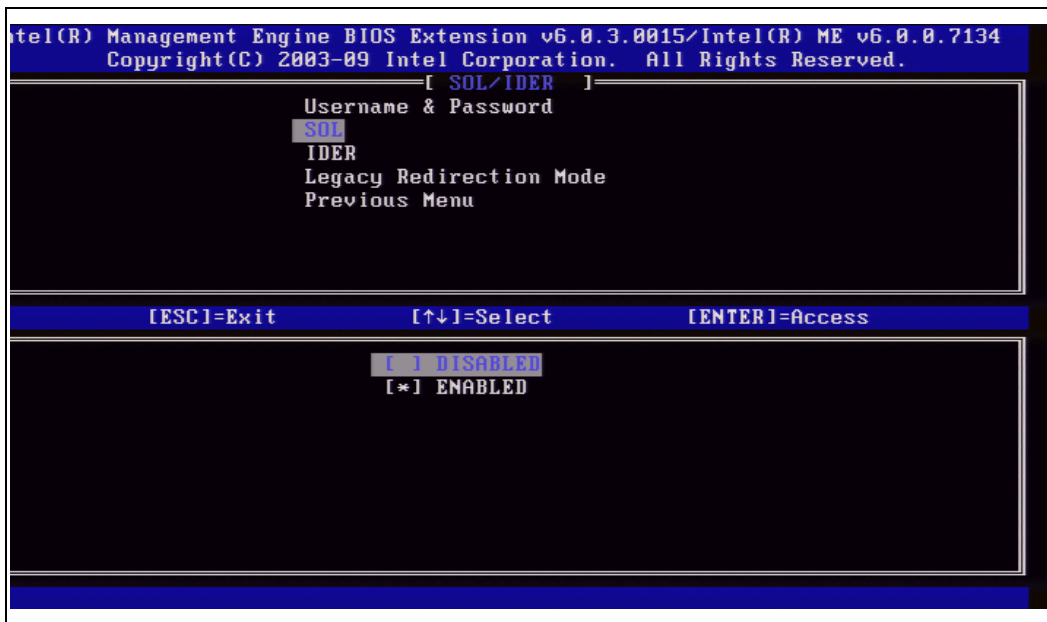 ntel(R) Management Engine BIOS Extension v6.0.3.0015/Intel(R) ME v6.0.0.7134
Copyright(C) 2003-09 Intel Corporation. All Rights Reserved.
[ SOL/IDER ]
Username & Password
SOL
IDER
Legacy Redirection Mode
Previous Menu
[ESC]=Exit [↑↓]=Select [ENTER]=Access
[ ] DISABLED
[*] ENABLED